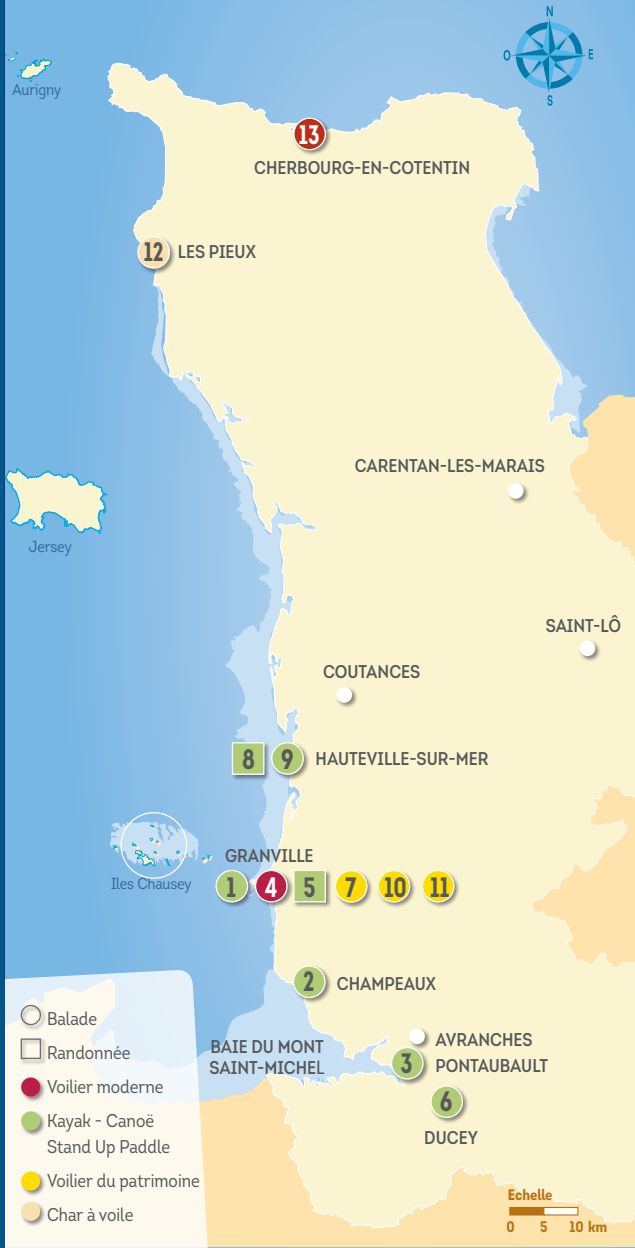 N
O
E
S
Aurigny
13
CHERBOURG-EN-COTENTIN
12
LES PIEUX
CARENTAN-LES-MARAIS
Jersey
SAINT-LÔ
COUTANCES
8
9
HAUTEVILLE-SUR-MER
GRANVILLE
Iles Chausey
1
4
5
7
10
11
2
CHAMPEAUX
BAIE DU MONT
SAINT-MICHEL
AVRANCHES
3
PONTAUBAULT
6
DUCEY
Balade
Randonnée
Voilier moderne
Kayak - Canoë
Stand Up Paddle
Voilier du patrimoine
Char à voile
Echelle
0 5 10 km